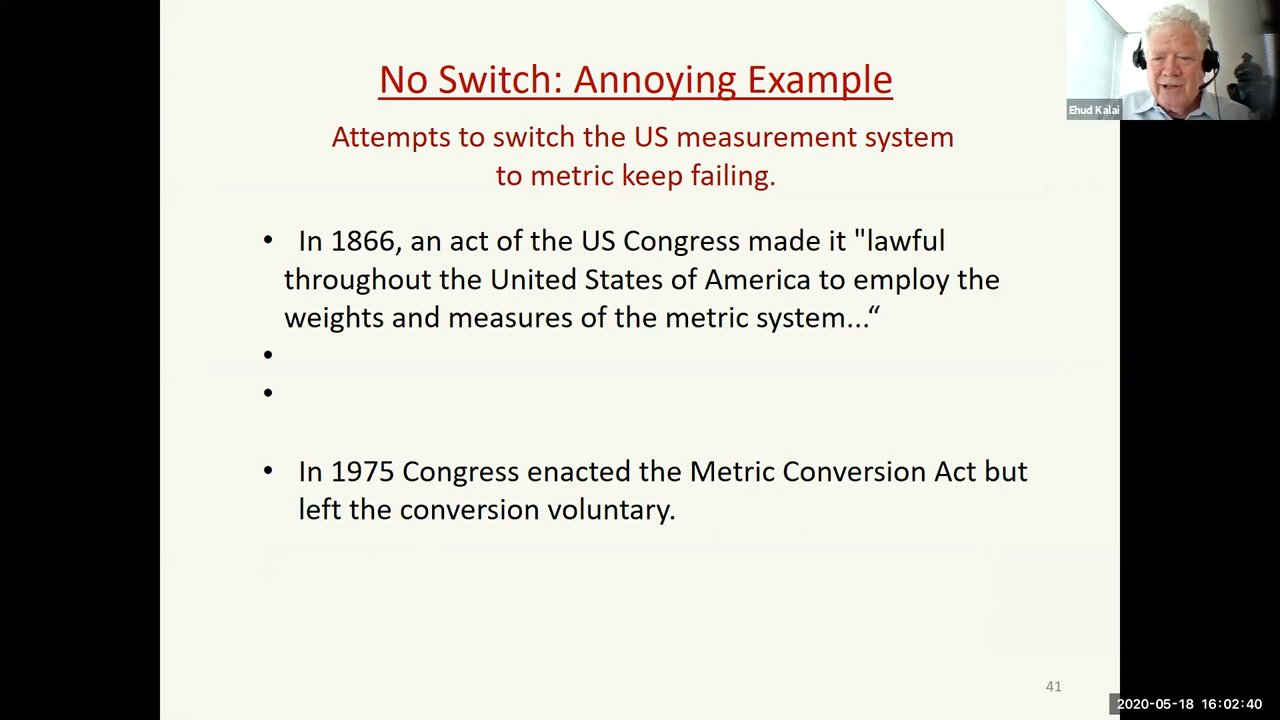 No Switch: Annoying Example
Attempts to switch the US measurement system
to metric keep failing.
• In 1866, an act of the US Congress made it "lawful
throughout the United States of America to employ the
weights and measures of the metric system...“
•
•
• In 1975 Congress enacted the Metric Conversion Act but
left the conversion voluntary.
41
Ehud Kalai
2020-05-18 16:02:40